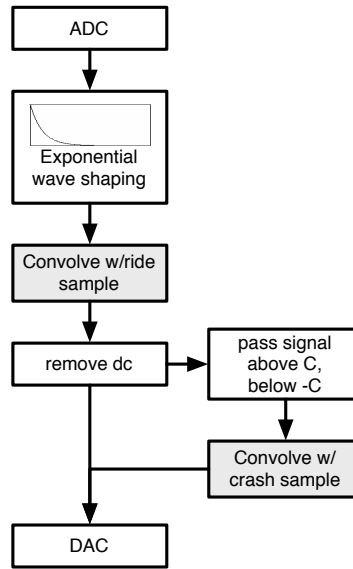 ADC
Exponential
wave shaping
Convolve w/ride
sample
remove dc
pass signal
above C,
below -C
Convolve w/
crash sample
DAC